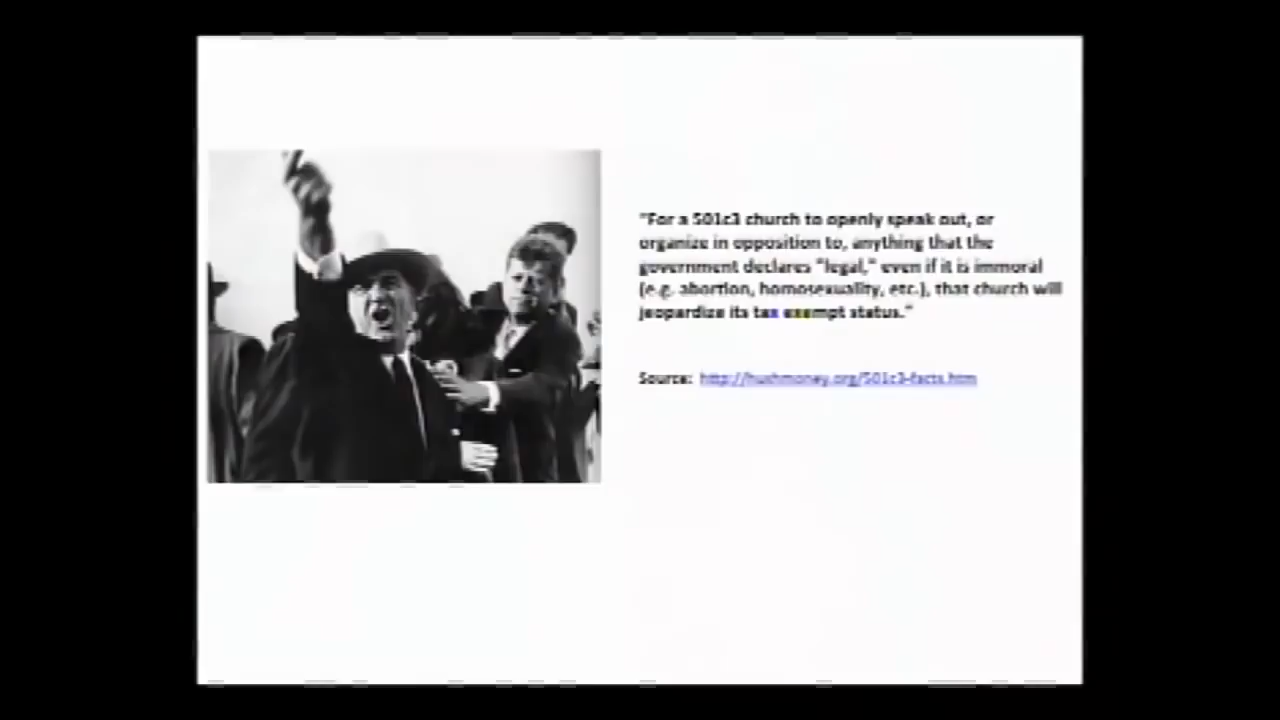 "For a 501c3 church to openly speak out, or
organize in opposition to, anything that the
government declares "legal," even if it is immoral
(e.g. abortion, homosexuality, etc.), that church will
jeopardize its tax exempt status."
Source: http://hushmoney.org/501c3-facts.htm